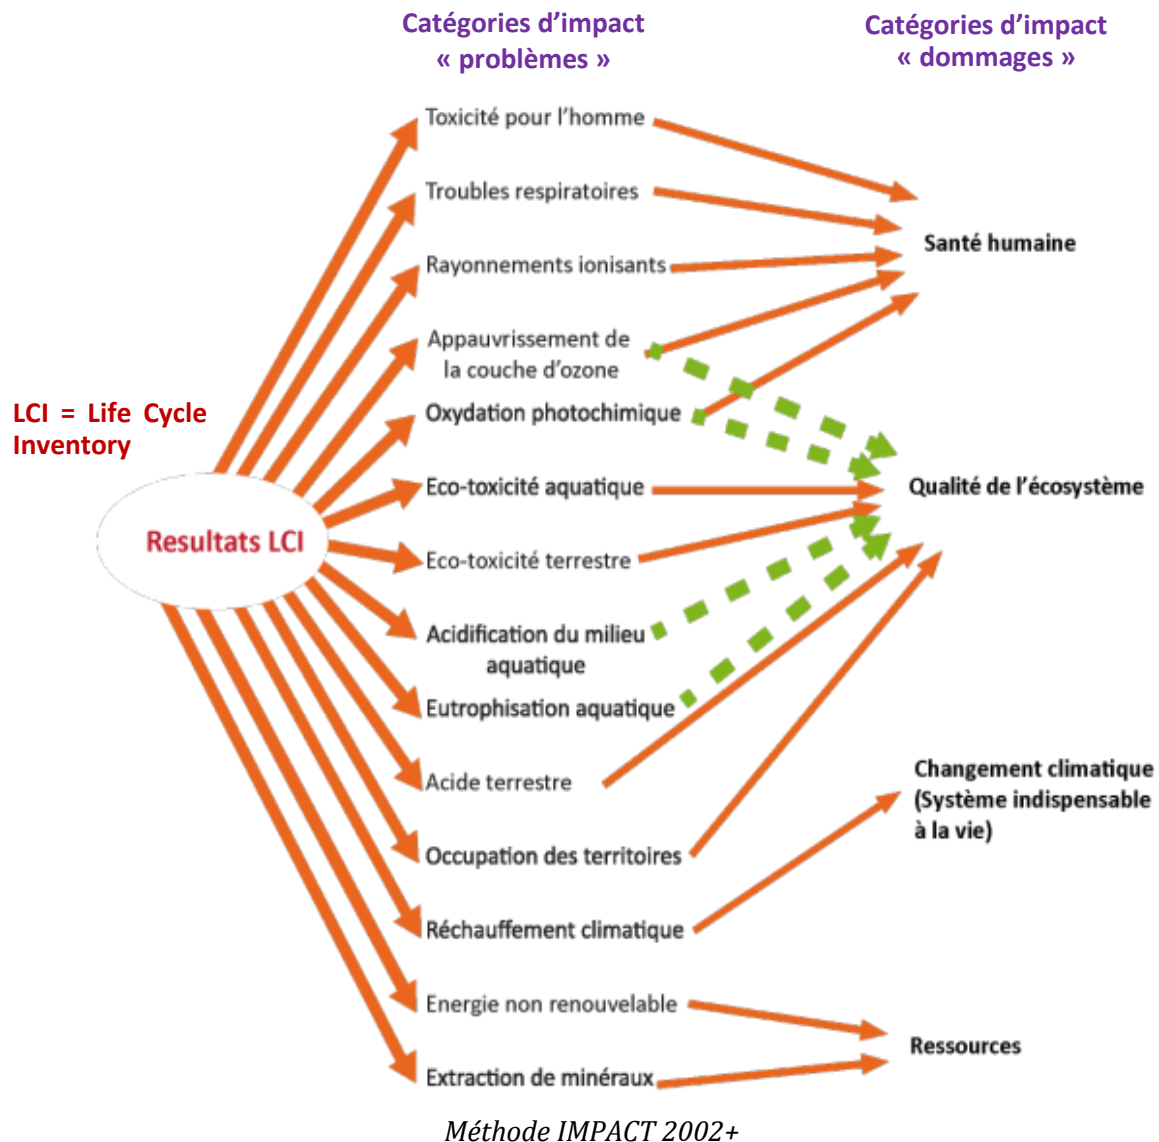 Catégories d'impact
« problèmes »
Catégories d'impact
« dommages »
Toxicité pour l'homme
Troubles respiratoires
Santé humaine
Rayonnements ionisants
Appauvrissement de
la couche d'ozone
LCI = Life Cycle
Inventory
Oxydation photochimique
Eco-toxicité aquatique
Qualité de l'écosystème
Resultats LCI
Eco-toxicité terrestre
Acidification du milieu
aquatique
Eutrophisation aquatique
Acide terrestre
Changement climatique
(Système indispensable
à la vie)
Occupation des territoires
Réchauffement climatique
Energie non renouvelable
Ressources
Extraction de minéraux
Méthode IMPACT 2002+